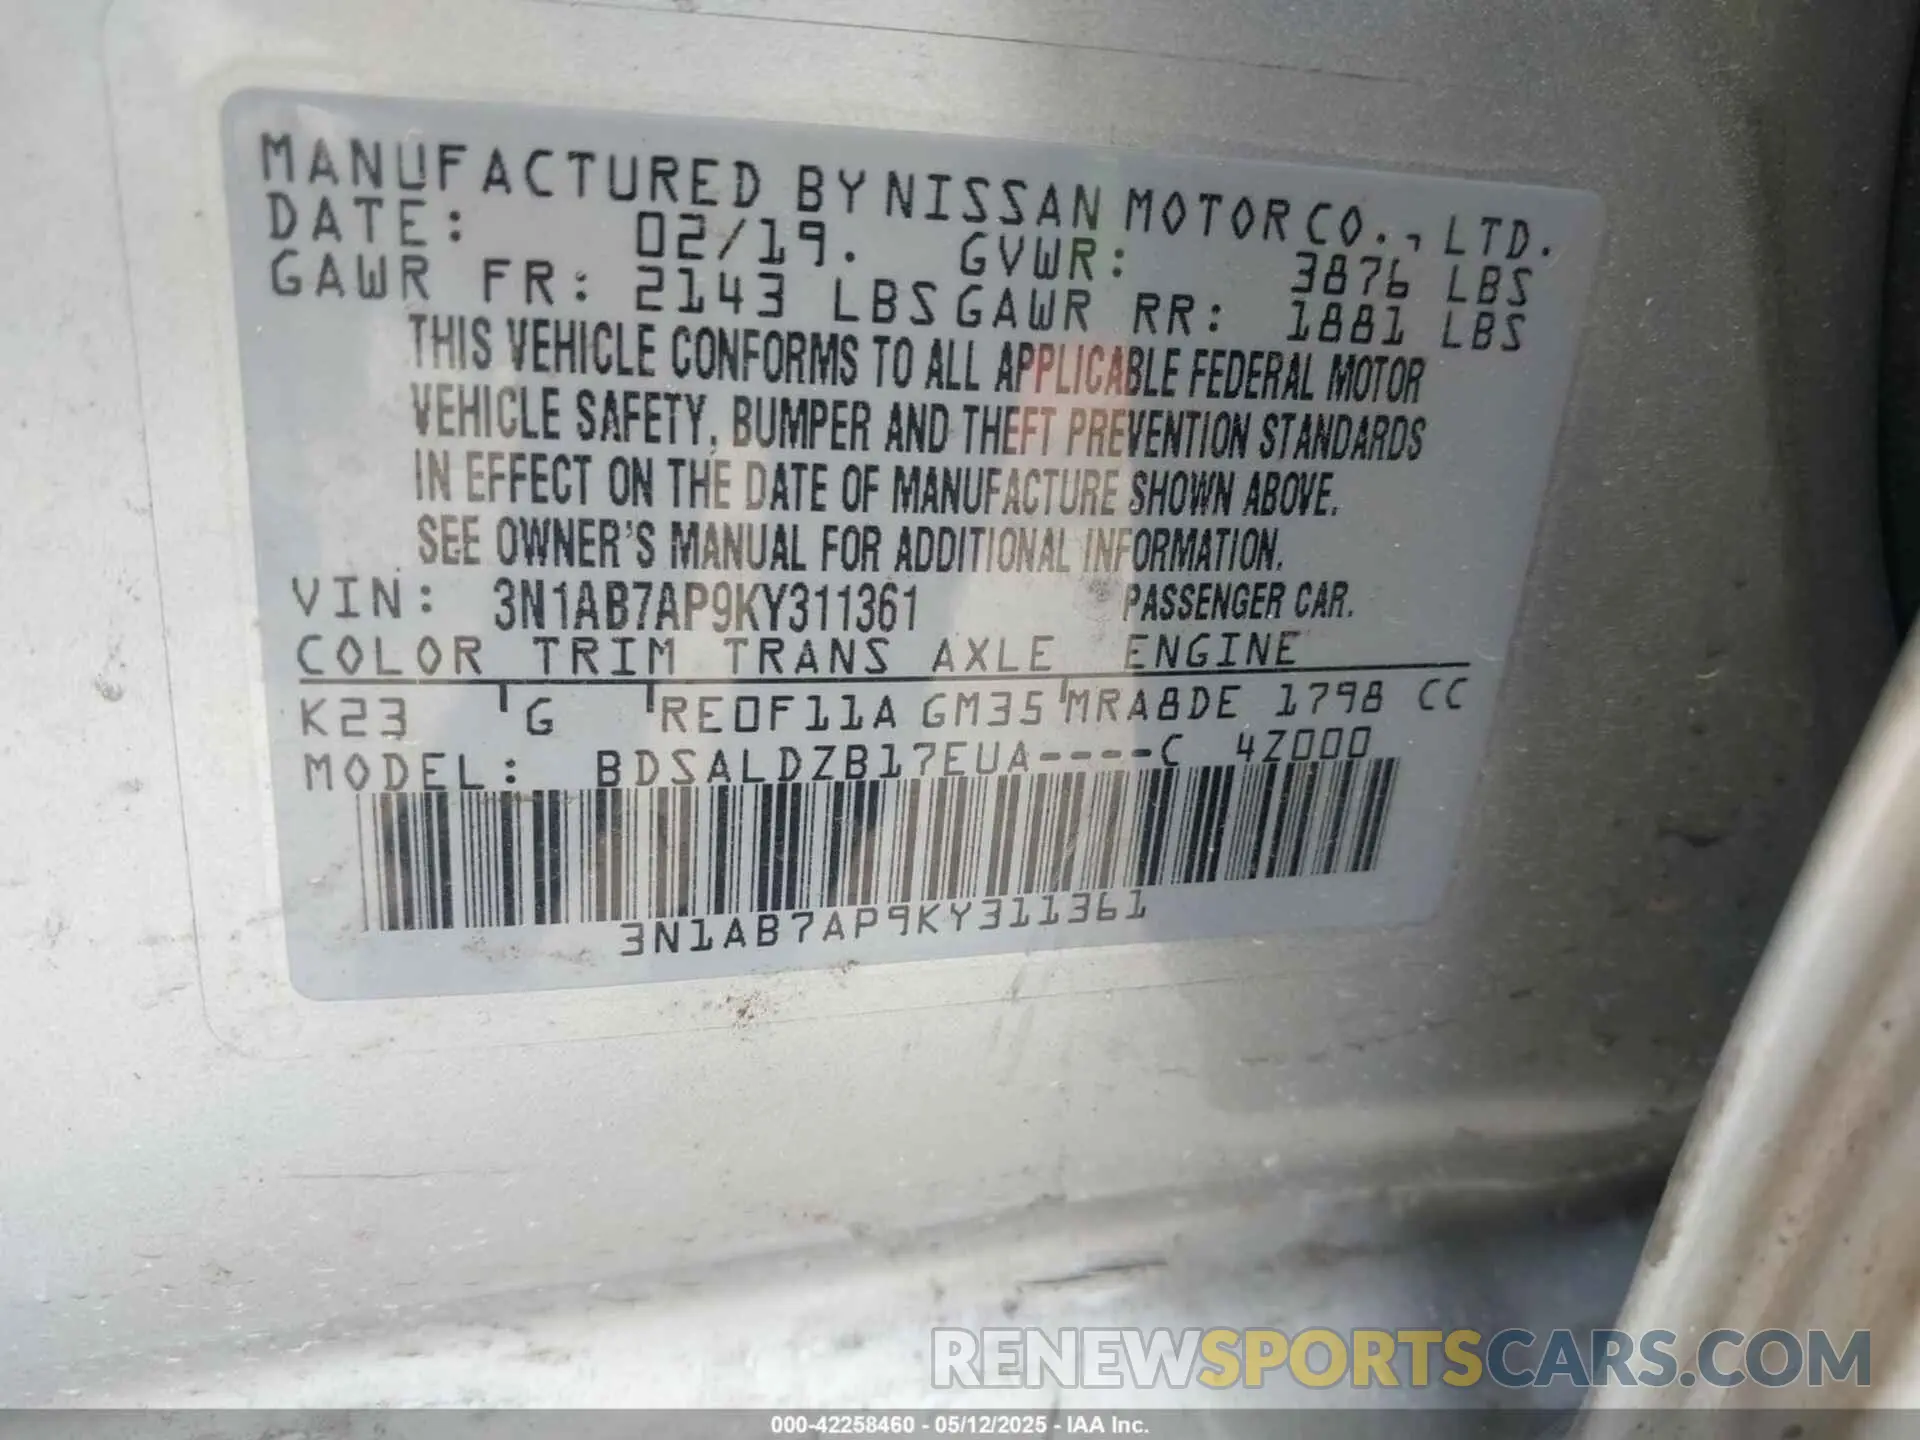 MANUFACTURED BY NISSAN MOTOR CO., LTD.
DATE: 02/19. GVWR: 3876 LBS
GAWR FR: 2143 LBS GAWR RR: 1881 LBS
THIS VEHICLE CONFORMS TO ALL APPLICABLE FEDERAL MOTOR
VEHICLE SAFETY, BUMPER AND THEFT PREVENTION STANDARDS
IN EFFECT ON THE DATE OF MANUFACTURE SHOWN ABOVE.
SEE OWNER'S MANUAL FOR ADDITIONAL INFORMATION.
VIN: 3N1AB7AP9KY311361 PASSENGER CAR.
COLOR TRIM TRANS AXLE ENGINE
K23 G RE0F11A GM35 MRA8DE 1798 CC
MODEL: BDSALDZB17EUA----C 4Z000
3N1AB7AP9KY311361
RENEWSPORTSCARS.COM
000-42258460 - 05/12/2025 - IAA Inc.